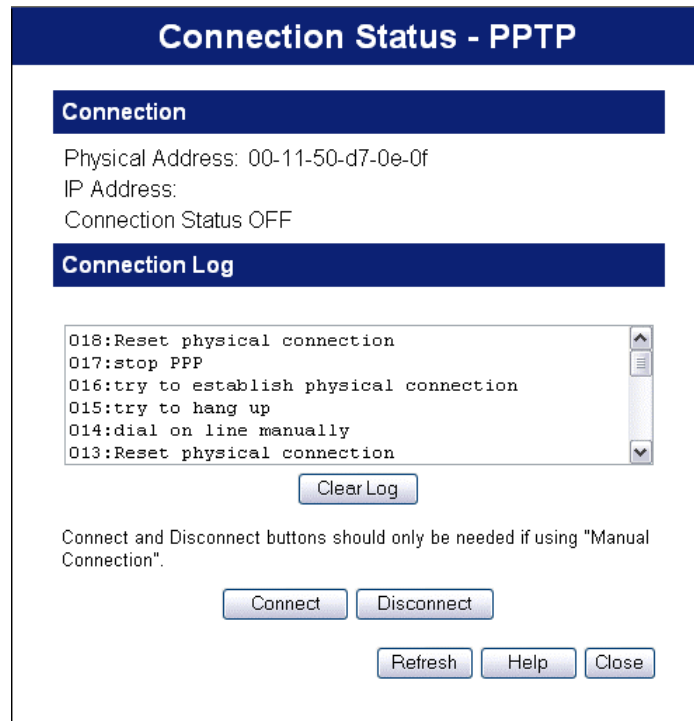 Connection Status - PPTP
Connection
Physical Address: 00-11-50-d7-0e-0f
IP Address:
Connection Status OFF
Connection Log
018:Reset physical connection
017:stop PPP
016:try to establish physical connection
015:try to hang up
014:dial on line manually
013:Reset physical connection
Clear Log
Connect and Disconnect buttons should only be needed if using "Manual
Connection".
Connect Disconnect
Refresh Help Close